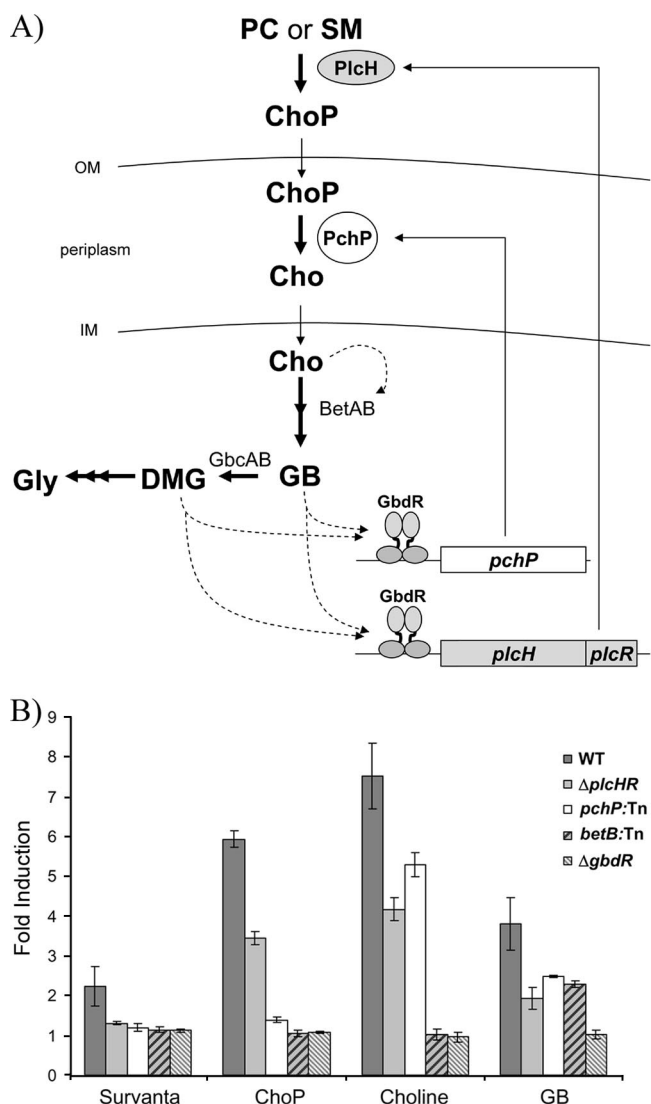 A)
PC or SM
PlcH
ChoP
OM
ChoP
PchP
periplasm
Cho
IM
Cho
BetAB
GbcAB
Gly DMG GB
GbdR
pchP
GbdR
plcH plcR
B)
9
8
7
6
5
4
3
2
1
0
Fold Induction
WT
ΔplcHR
pchP:Tn
betB:Tn
ΔgbdR
Survanta ChoP Choline GB